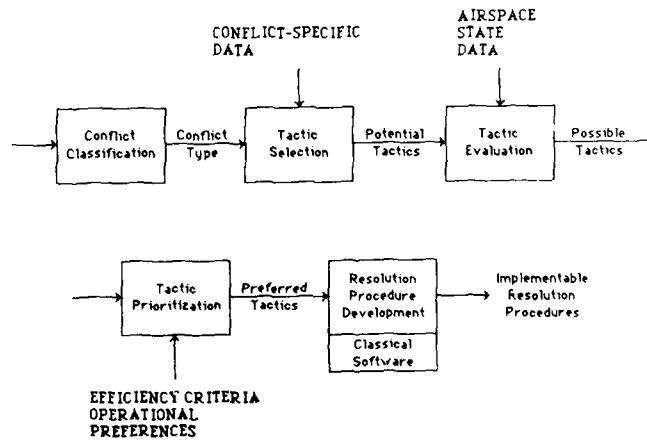 CONFLICT-SPECIFIC
DATA
AIRSPACE
STATE
DATA
Conflict
Classification
Conflict
Type
Tactic
Selection
Potential
Tactics
Tactic
Evaluation
Possible
Tactics
Tactic
Prioritization
Preferred
Tactics
Resolution
Procedure
Development
Classical
Software
Implementable
Resolution
Procedures
EFFICIENCY CRITERIA
OPERATIONAL
PREFERENCES